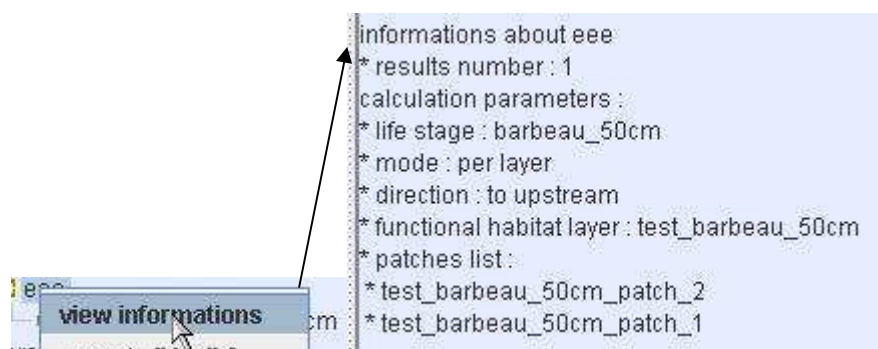 informations about eee
* results number : 1
calculation parameters :
* life stage : barbeau_50cm
* mode : per layer
* direction : to upstream
* functional habitat layer : test_barbeau_50cm
* patches list :
* test_barbeau_50cm_patch_2
* test_barbeau_50cm_patch_1
eee
view informations
cm